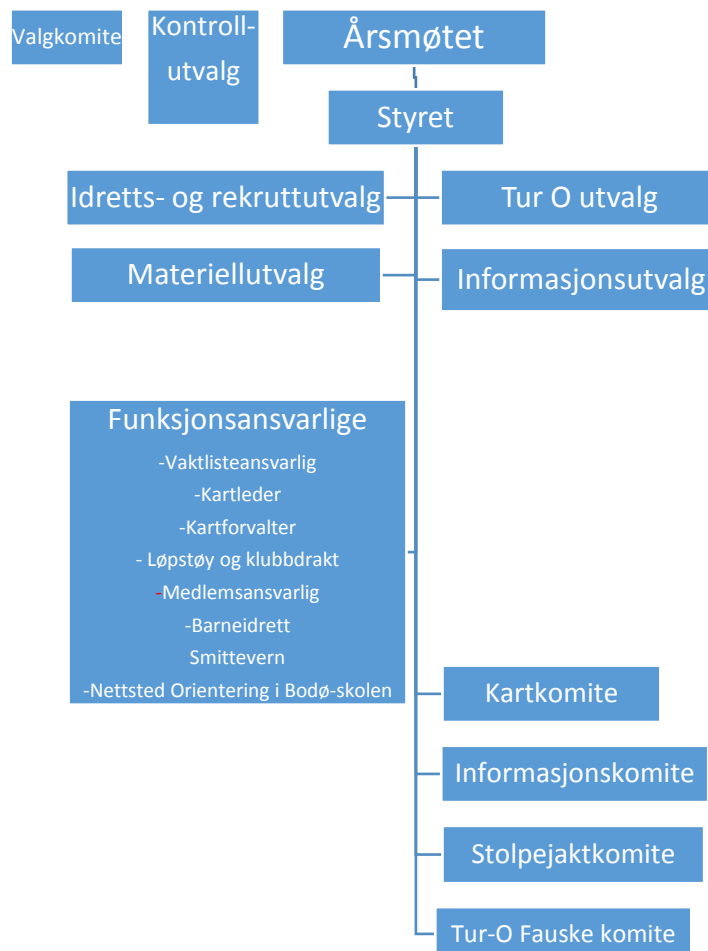 Valgkomite
Kontroll-
utvalg
Årsmøtet
Styret
Idretts- og rekruttutvalg
Tur O utvalg
Materiellutvalg
Informasjonsutvalg
Funksjonsansvarlige
-Vaktlisteansvarlig
-Kartleder
-Kartforvalter
- Løpstøy og klubbdrakt
-Medlemsansvarlig
-Barneidrett
Smittevern
-Nettsted Orientering i Bodø-skolen
Kartkomite
Informasjonskomite
Stolpejaktkomite
Tur-O Fauske komite